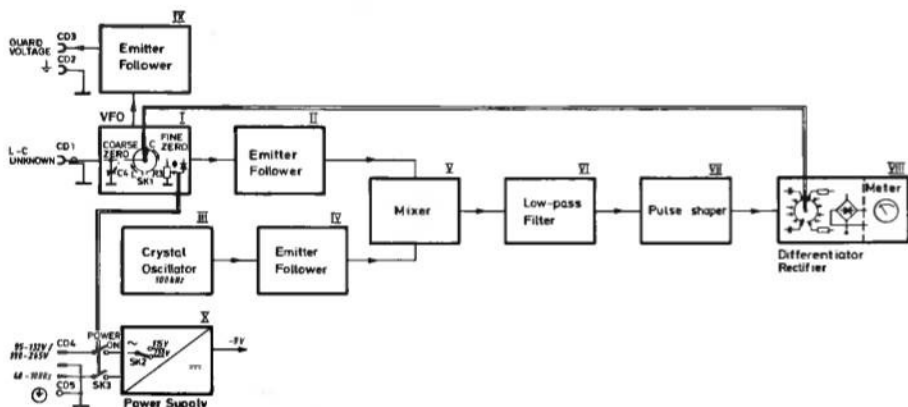 IX
GUARD
VOLTAGE
CD3
CD2
Emitter
Follower
VFO
I
L-C
UNKNOWN
CD1
COARSE
ZERO
FINE
ZERO
C
C4
SK1
R3
II
Emitter
Follower
III
Crystal
Oscillator
100kHz
IV
Emitter
Follower
V
Mixer
VI
Low-pass
Filter
VII
Pulse shaper
VIII
Meter
Differentiator
Rectifier
X
POWER
ON
CD4
CD5
SK3
SK2
115V
-9V
Power Supply